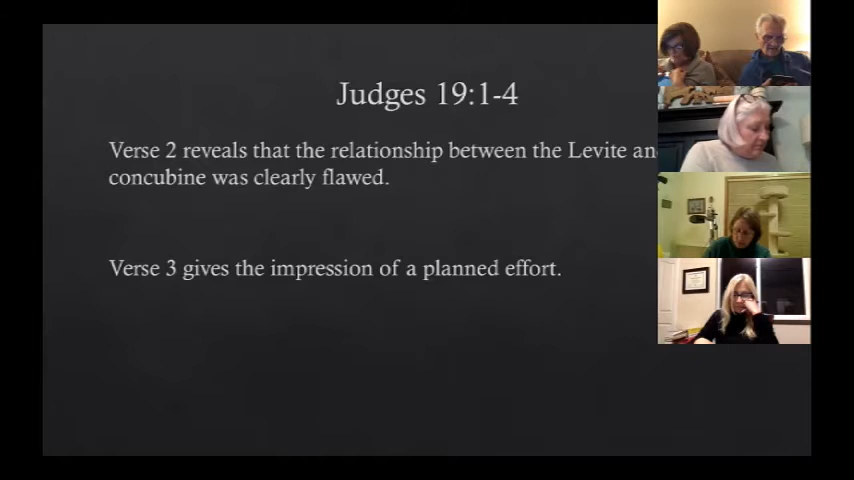 Judges 19:1-4
Verse 2 reveals that the relationship between the Levite
concubine was clearly flawed.
Verse 3 gives the impression of a planned effort.